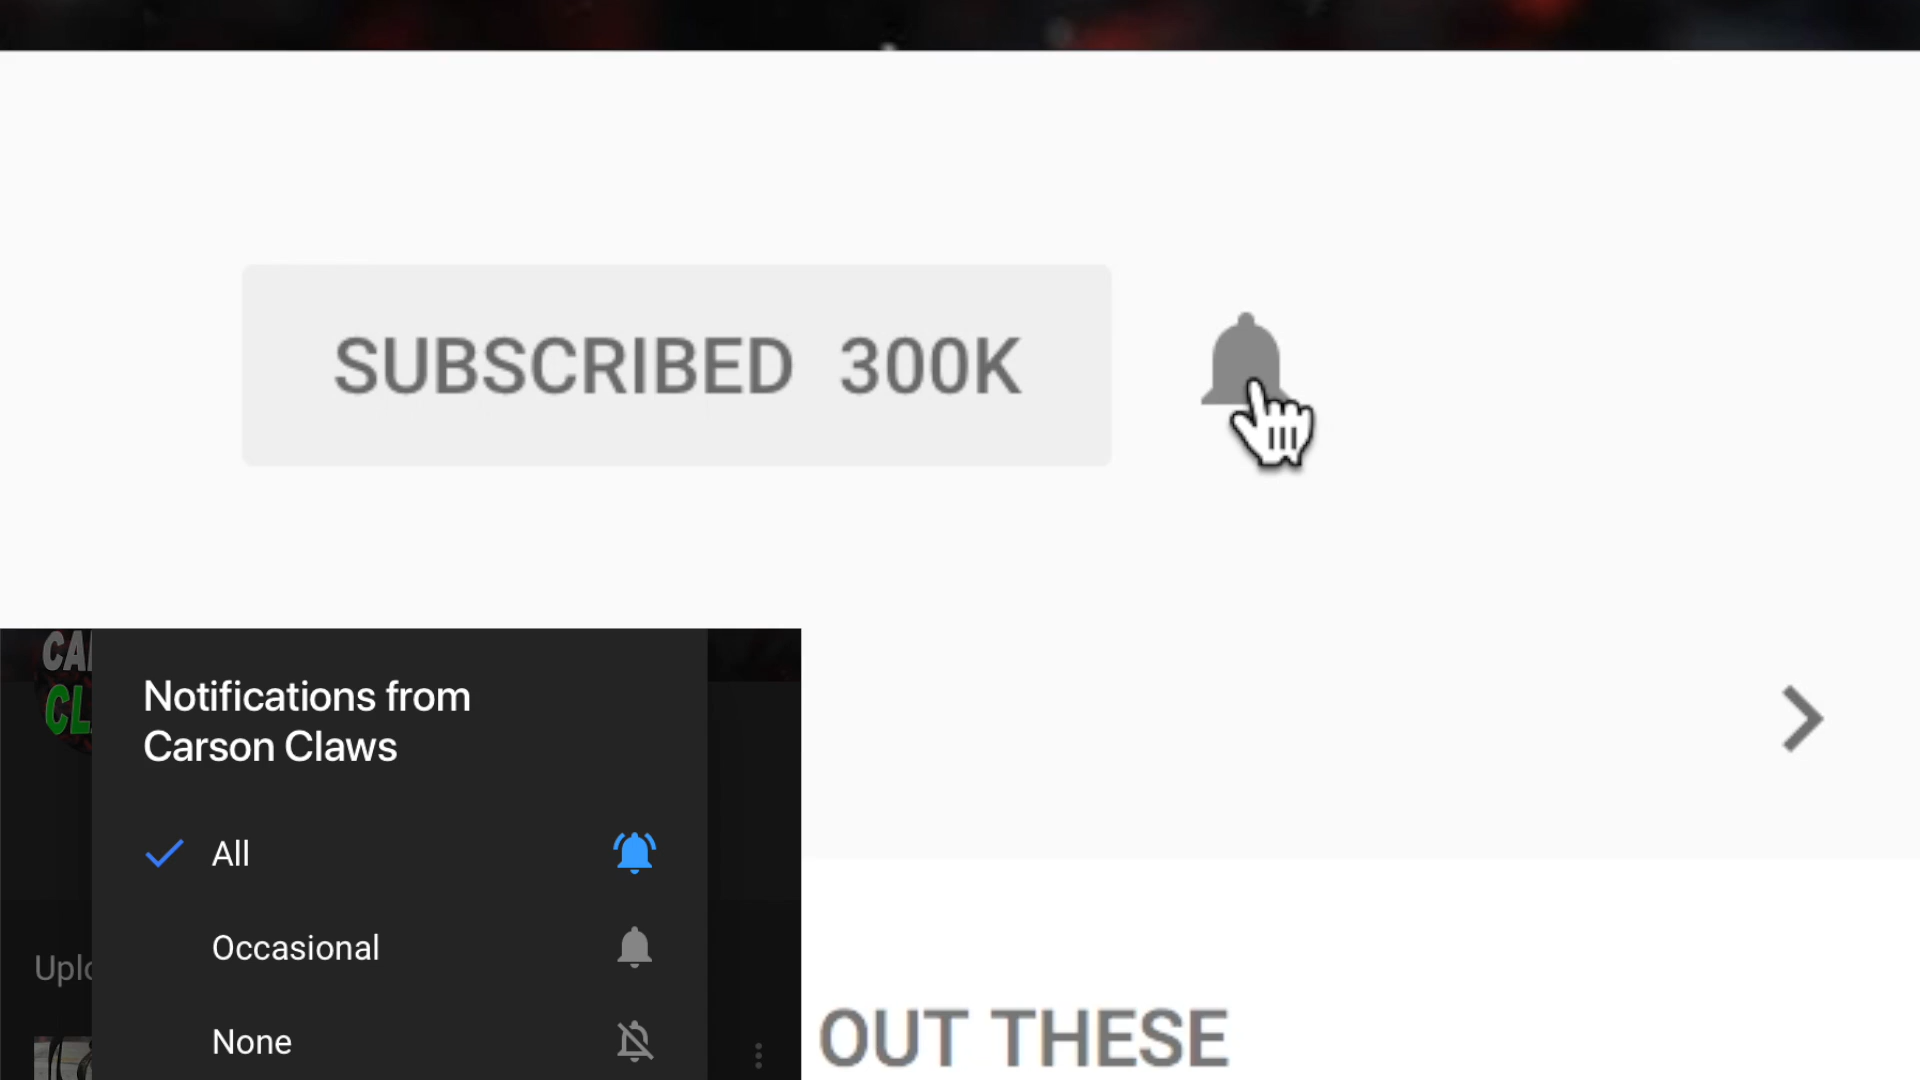 SUBSCRIBED 300K
Notifications from
Carson Claws
All
Occasional
None
OUT THESE